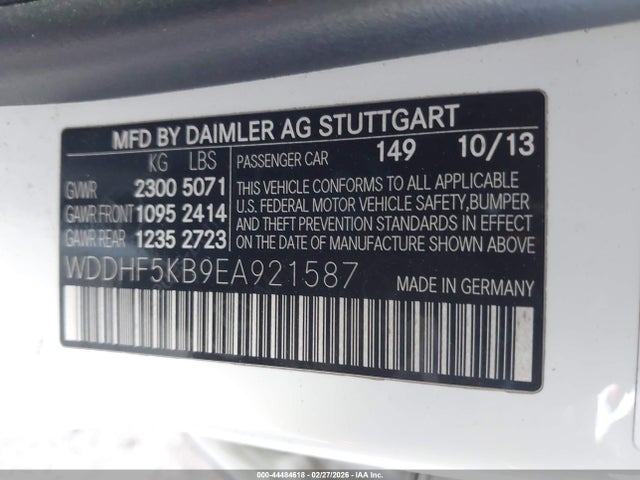 MFD BY DAIMLER AG STUTTGART
KG LBS
GVWR 2300 5071
GAWR FRONT 1095 2414
GAWR REAR 1235 2723
PASSENGER CAR 149 10/13
THIS VEHICLE CONFORMS TO ALL APPLICABLE
U.S. FEDERAL MOTOR VEHICLE SAFETY,BUMPER
AND THEFT PREVENTION STANDARDS IN EFFECT
ON THE DATE OF MANUFACTURE SHOWN ABOVE
WDDHF5KB9EA921587
MADE IN GERMANY
000-44484618 - 02/27/2026 - Copyright IAA, Inc.